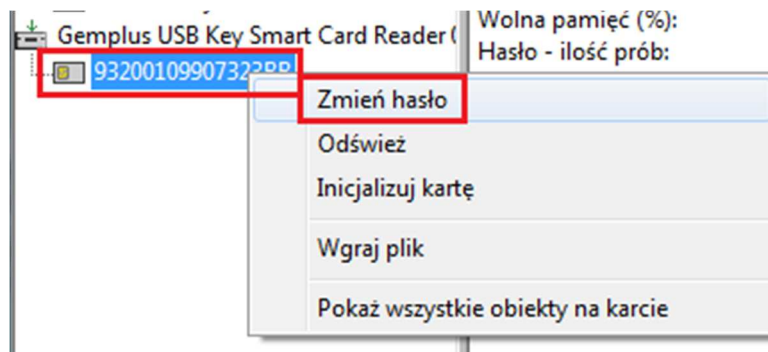 Wolna pamięć (%):
Gemplus USB Key Smart Card Reader (
Hasło - ilość prób:
Zmień hasło
Odśwież
Inicjalizuj kartę
Wgraj plik
Pokaż wszystkie obiekty na karcie